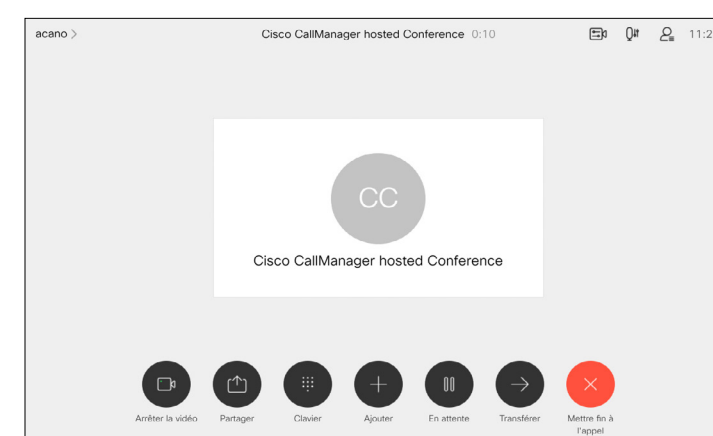 acano >
Cisco CallManager hosted Conference 0:10
CC
Cisco CallManager hosted Conference
Arrêter la vidéo Partager Clavier Ajouter En attente Transférer Mettre fin à
l'appel